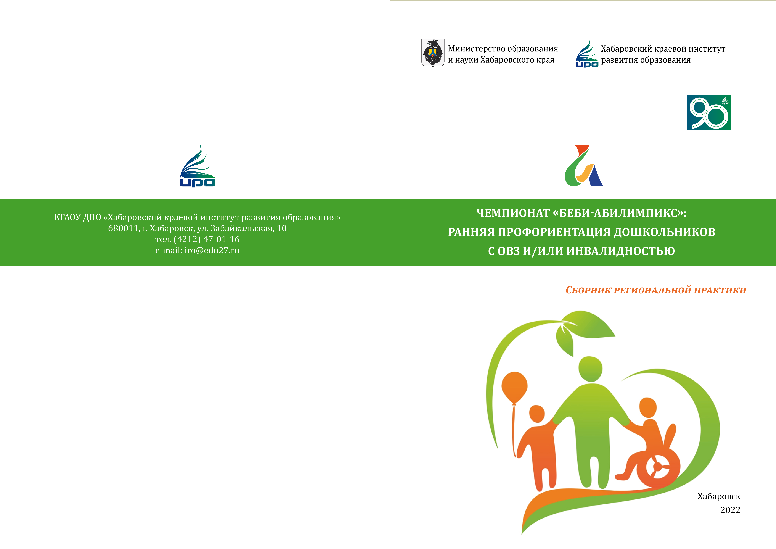 Министерство образования
и науки Хабаровского края
Хабаровский краевой институт
развития образования
иро
90
иро
КГАОУ ДПО «Хабаровский краевой институт развития образования»
680011, г. Хабаровск, ул. Забайкальская, 10
тел. (4212) 47-01-16
e-mail: iro@edu27.ru
ЧЕМПИОНАТ «БЕБИ-АБИЛИМПИКС»:
РАННЯЯ ПРОФОРИЕНТАЦИЯ ДОШКОЛЬНИКОВ
С ОВЗ И/ИЛИ ИНВАЛИДНОСТЬЮ
Сборник региональной практики
Хабаровск
2022